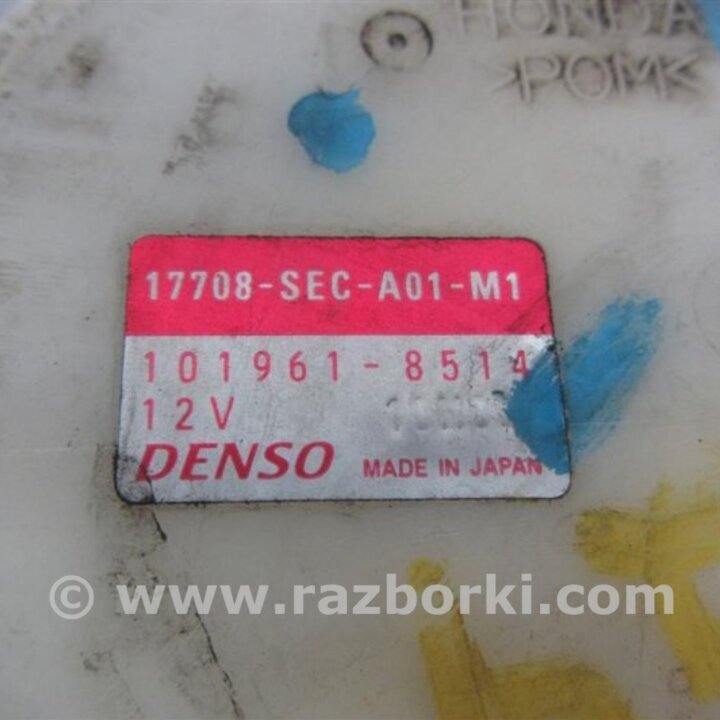 HONDA
>POM<
17708-SEC-A01-M1
101961-8514
12V
DENSO MADE IN JAPAN
© www.razborki.com